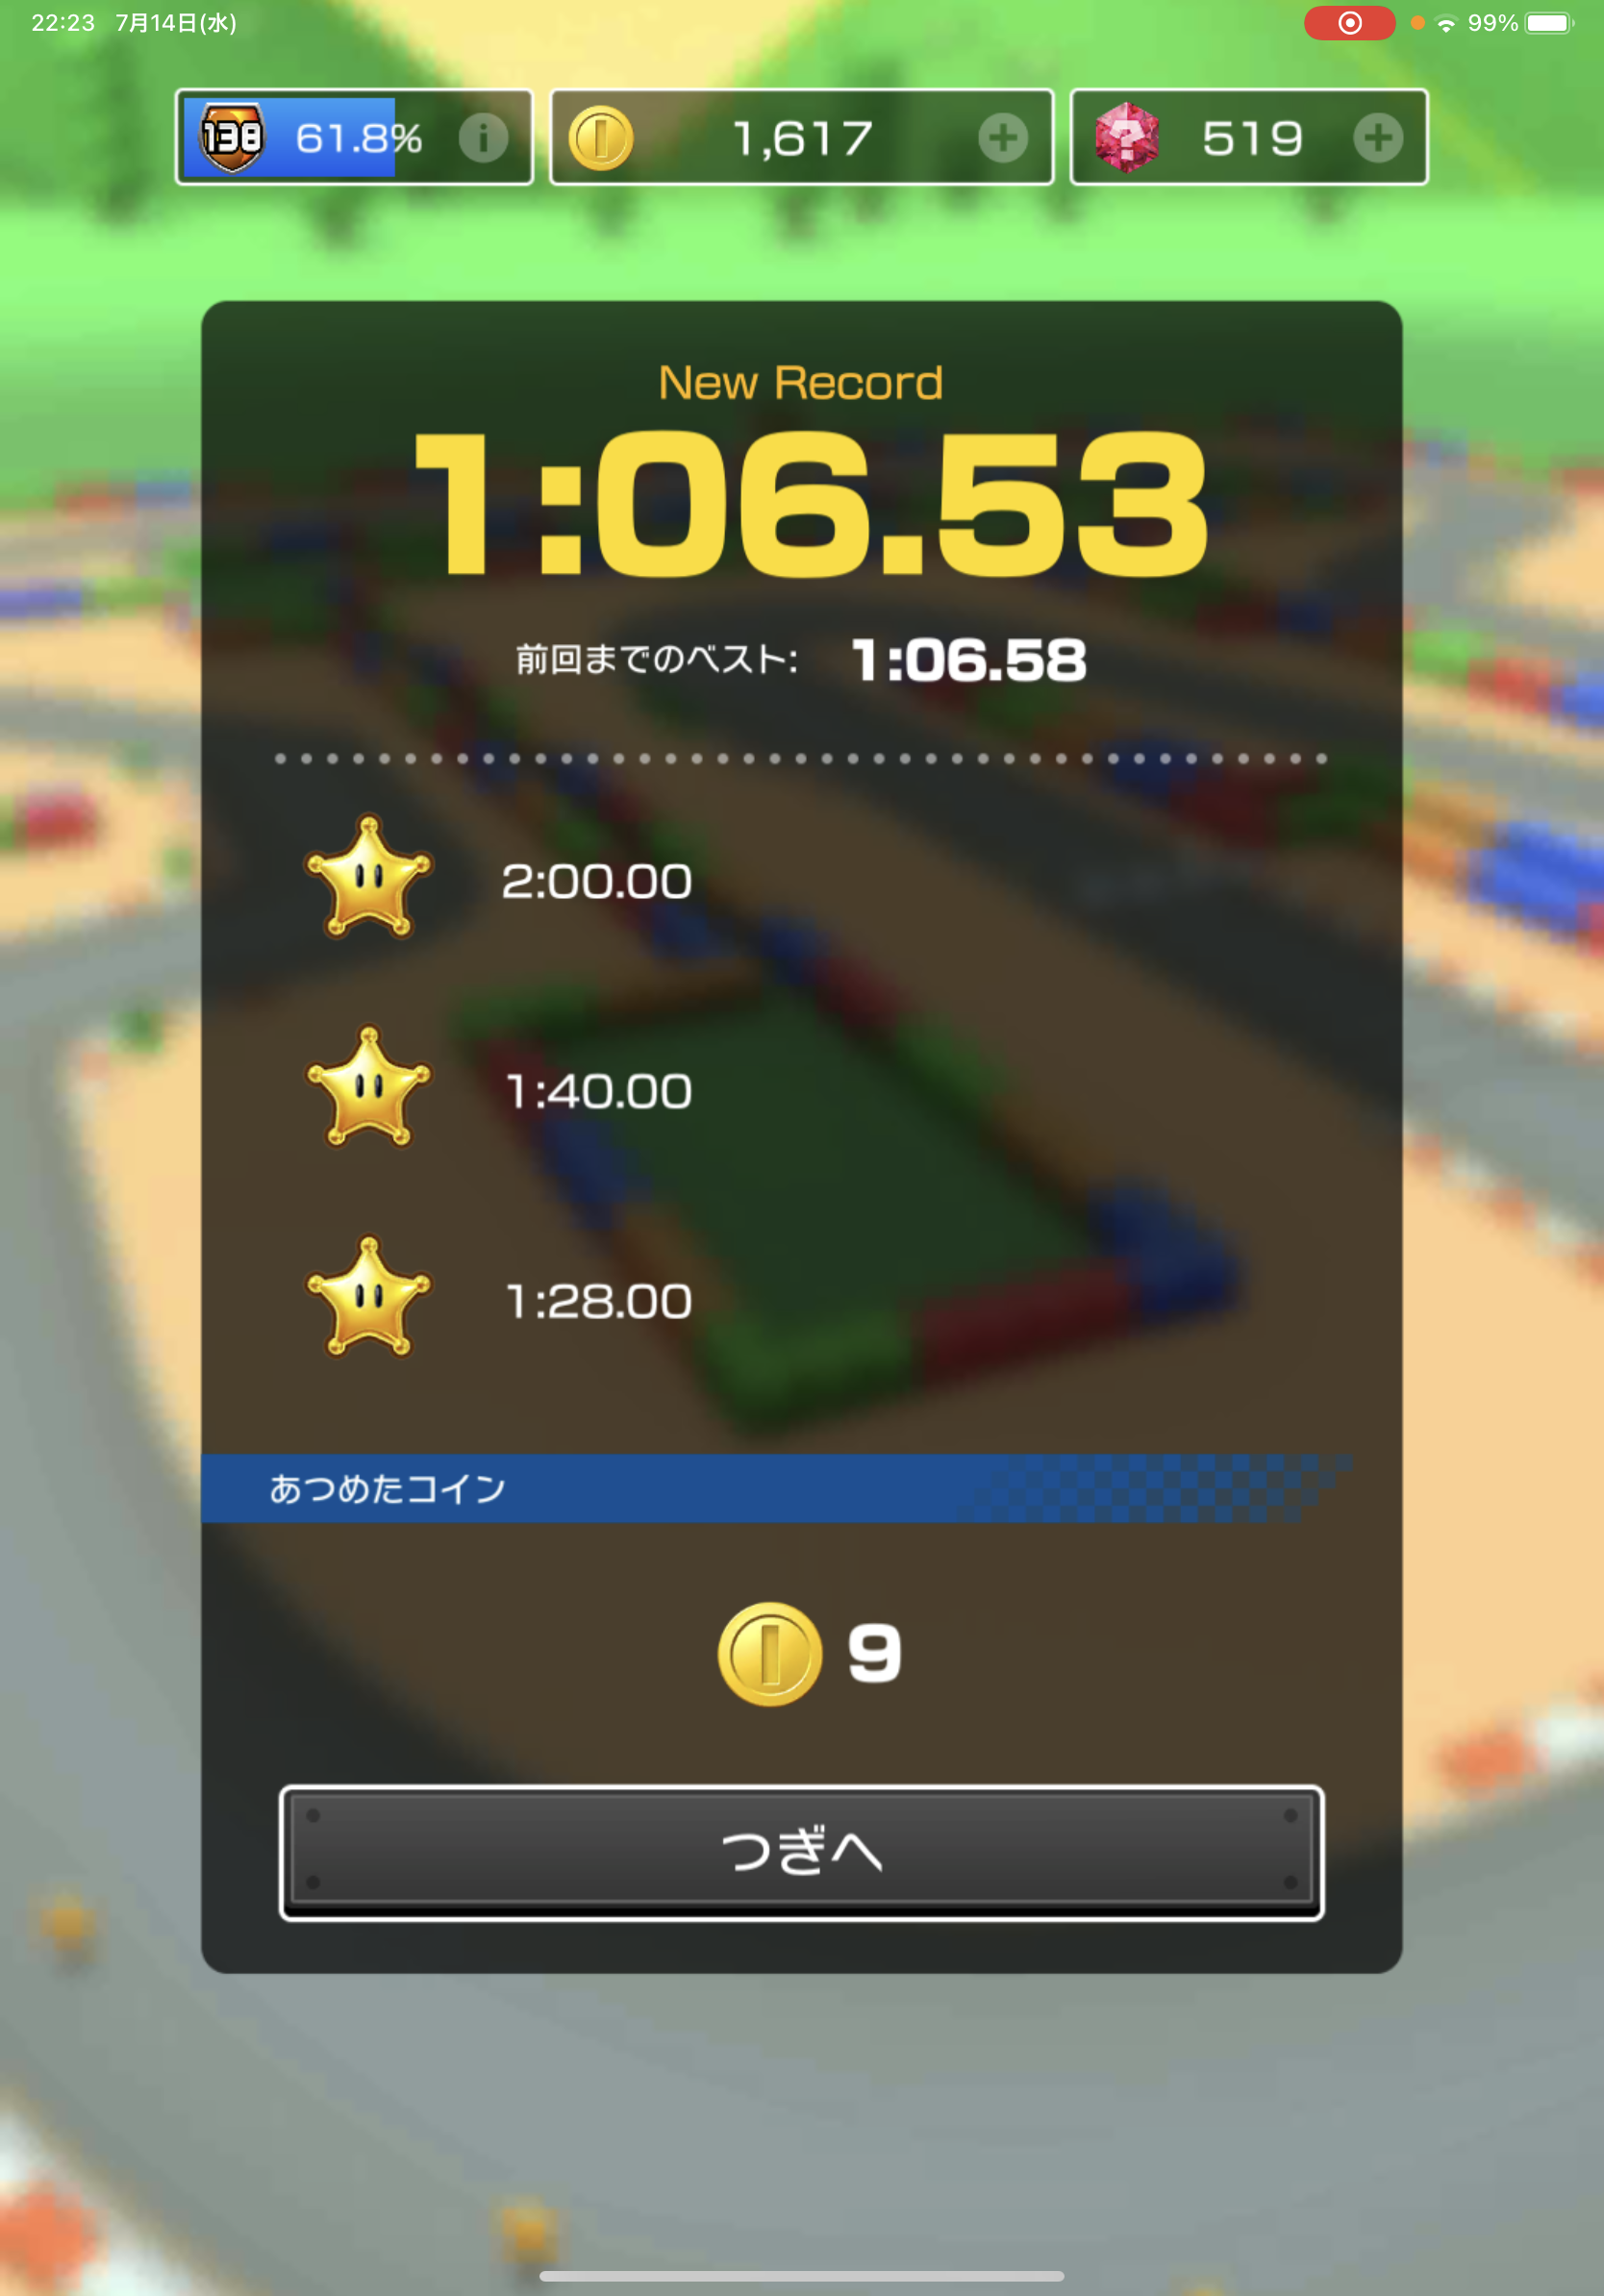 22:23 7月14日(水) 99%
138 61.8% i 1,617 + ? 519 +
New Record
1:06.53
前回までのベスト: 1:06.58
2:00.00
1:40.00
1:28.00
あつめたコイン
9
つぎへ